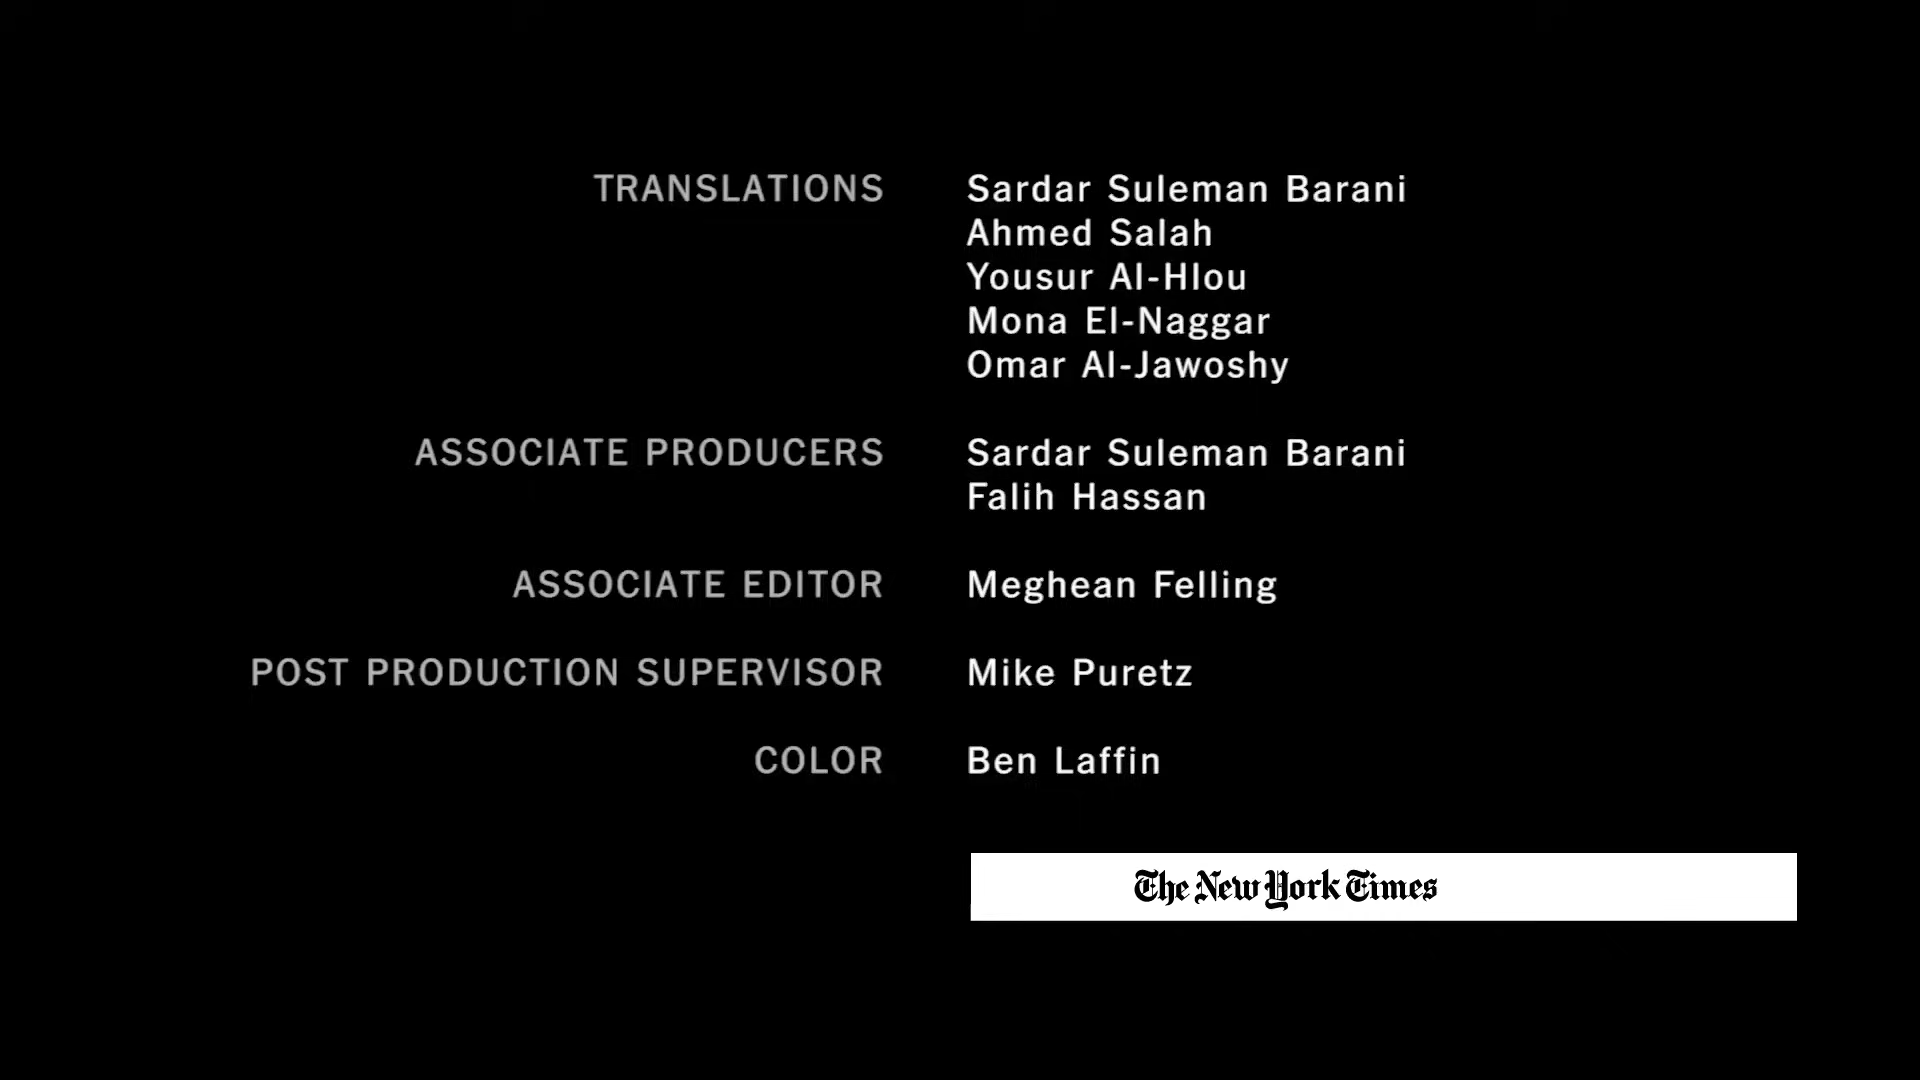 TRANSLATIONS Sardar Suleman Barani
Ahmed Salah
Yousur Al-Hlou
Mona El-Naggar
Omar Al-Jawoshy
ASSOCIATE PRODUCERS Sardar Suleman Barani
Falih Hassan
ASSOCIATE EDITOR Meghean Felling
POST PRODUCTION SUPERVISOR Mike Puretz
COLOR Ben Laffin
The New York Times